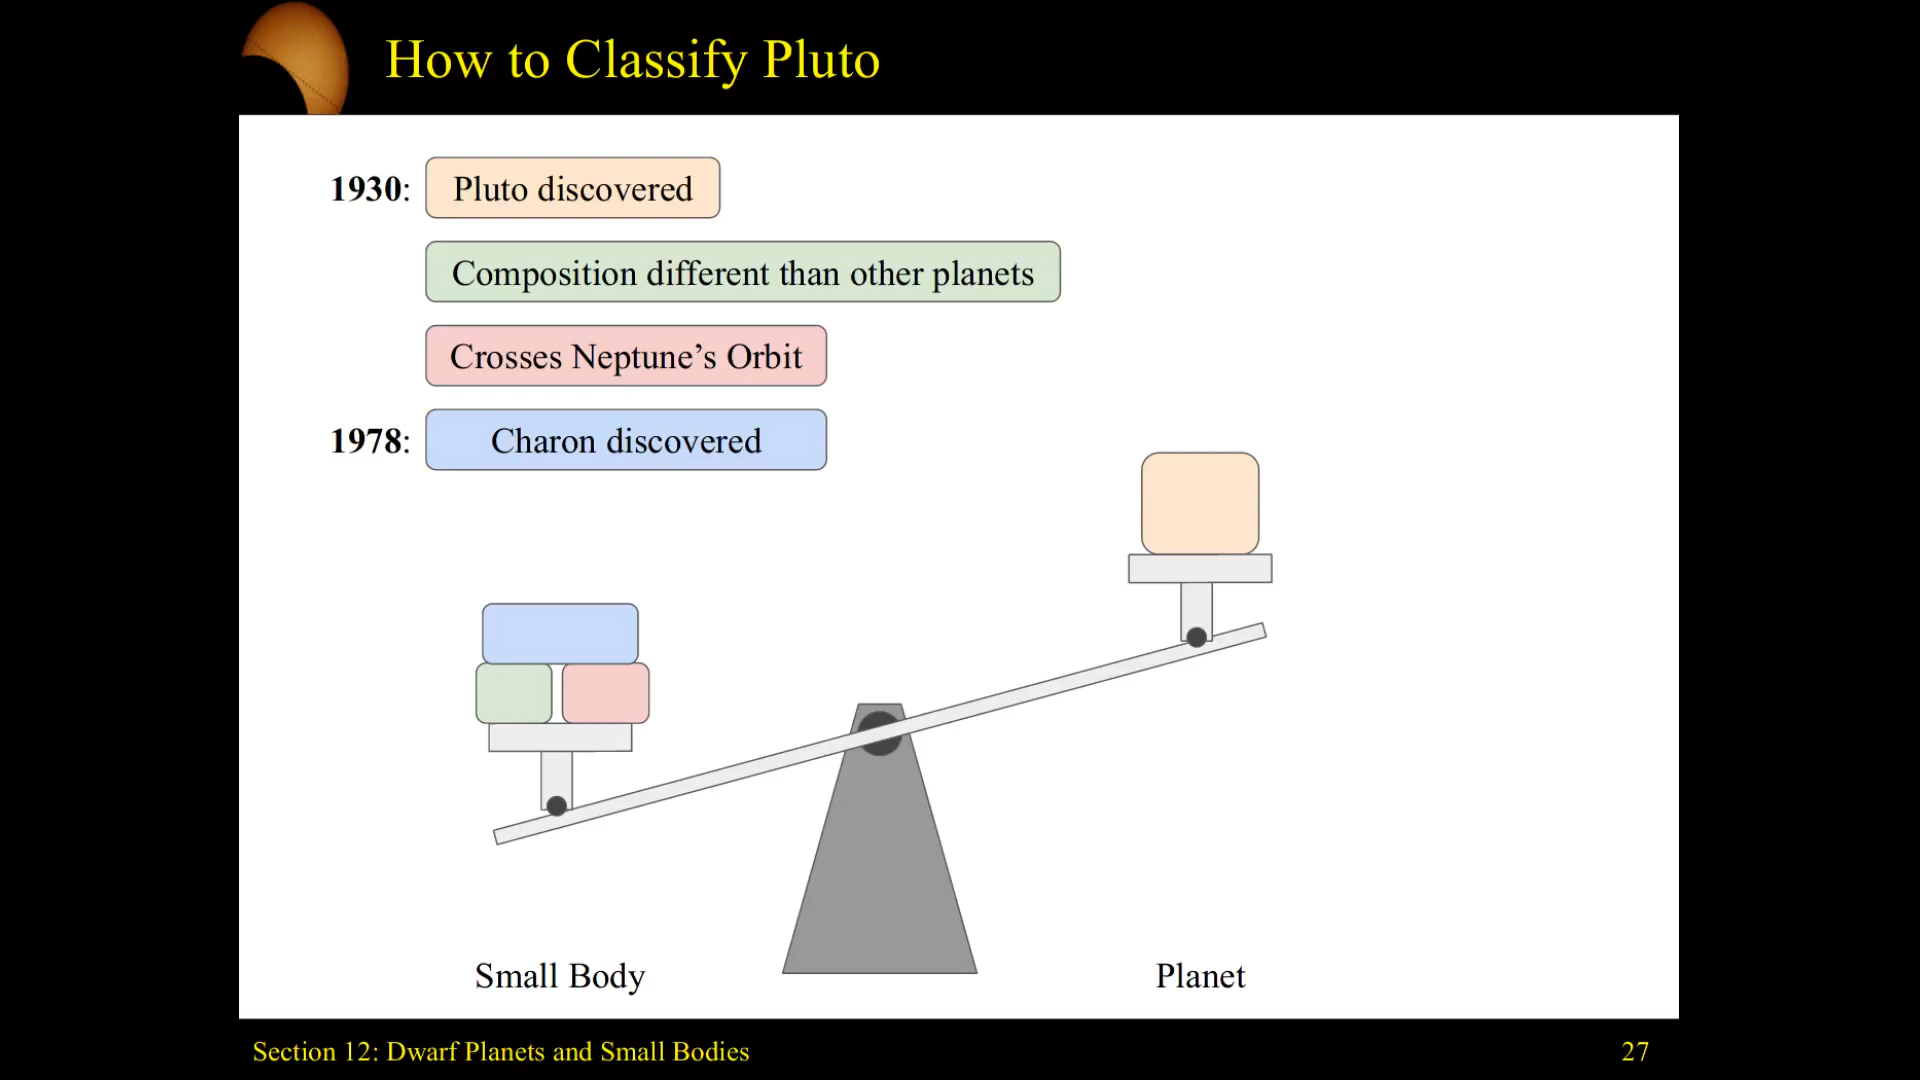 How to Classify Pluto
1930: Pluto discovered
Composition different than other planets
Crosses Neptune’s Orbit
1978: Charon discovered
Small Body
Planet
Section 12: Dwarf Planets and Small Bodies
27